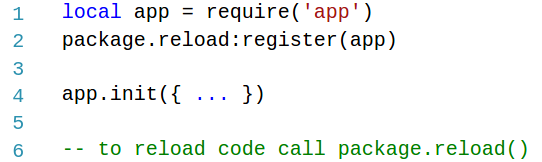 1 local app = require('app')
2 package.reload:register(app)
3
4 app.init({ ... })
5
6 -- to reload code call package.reload()